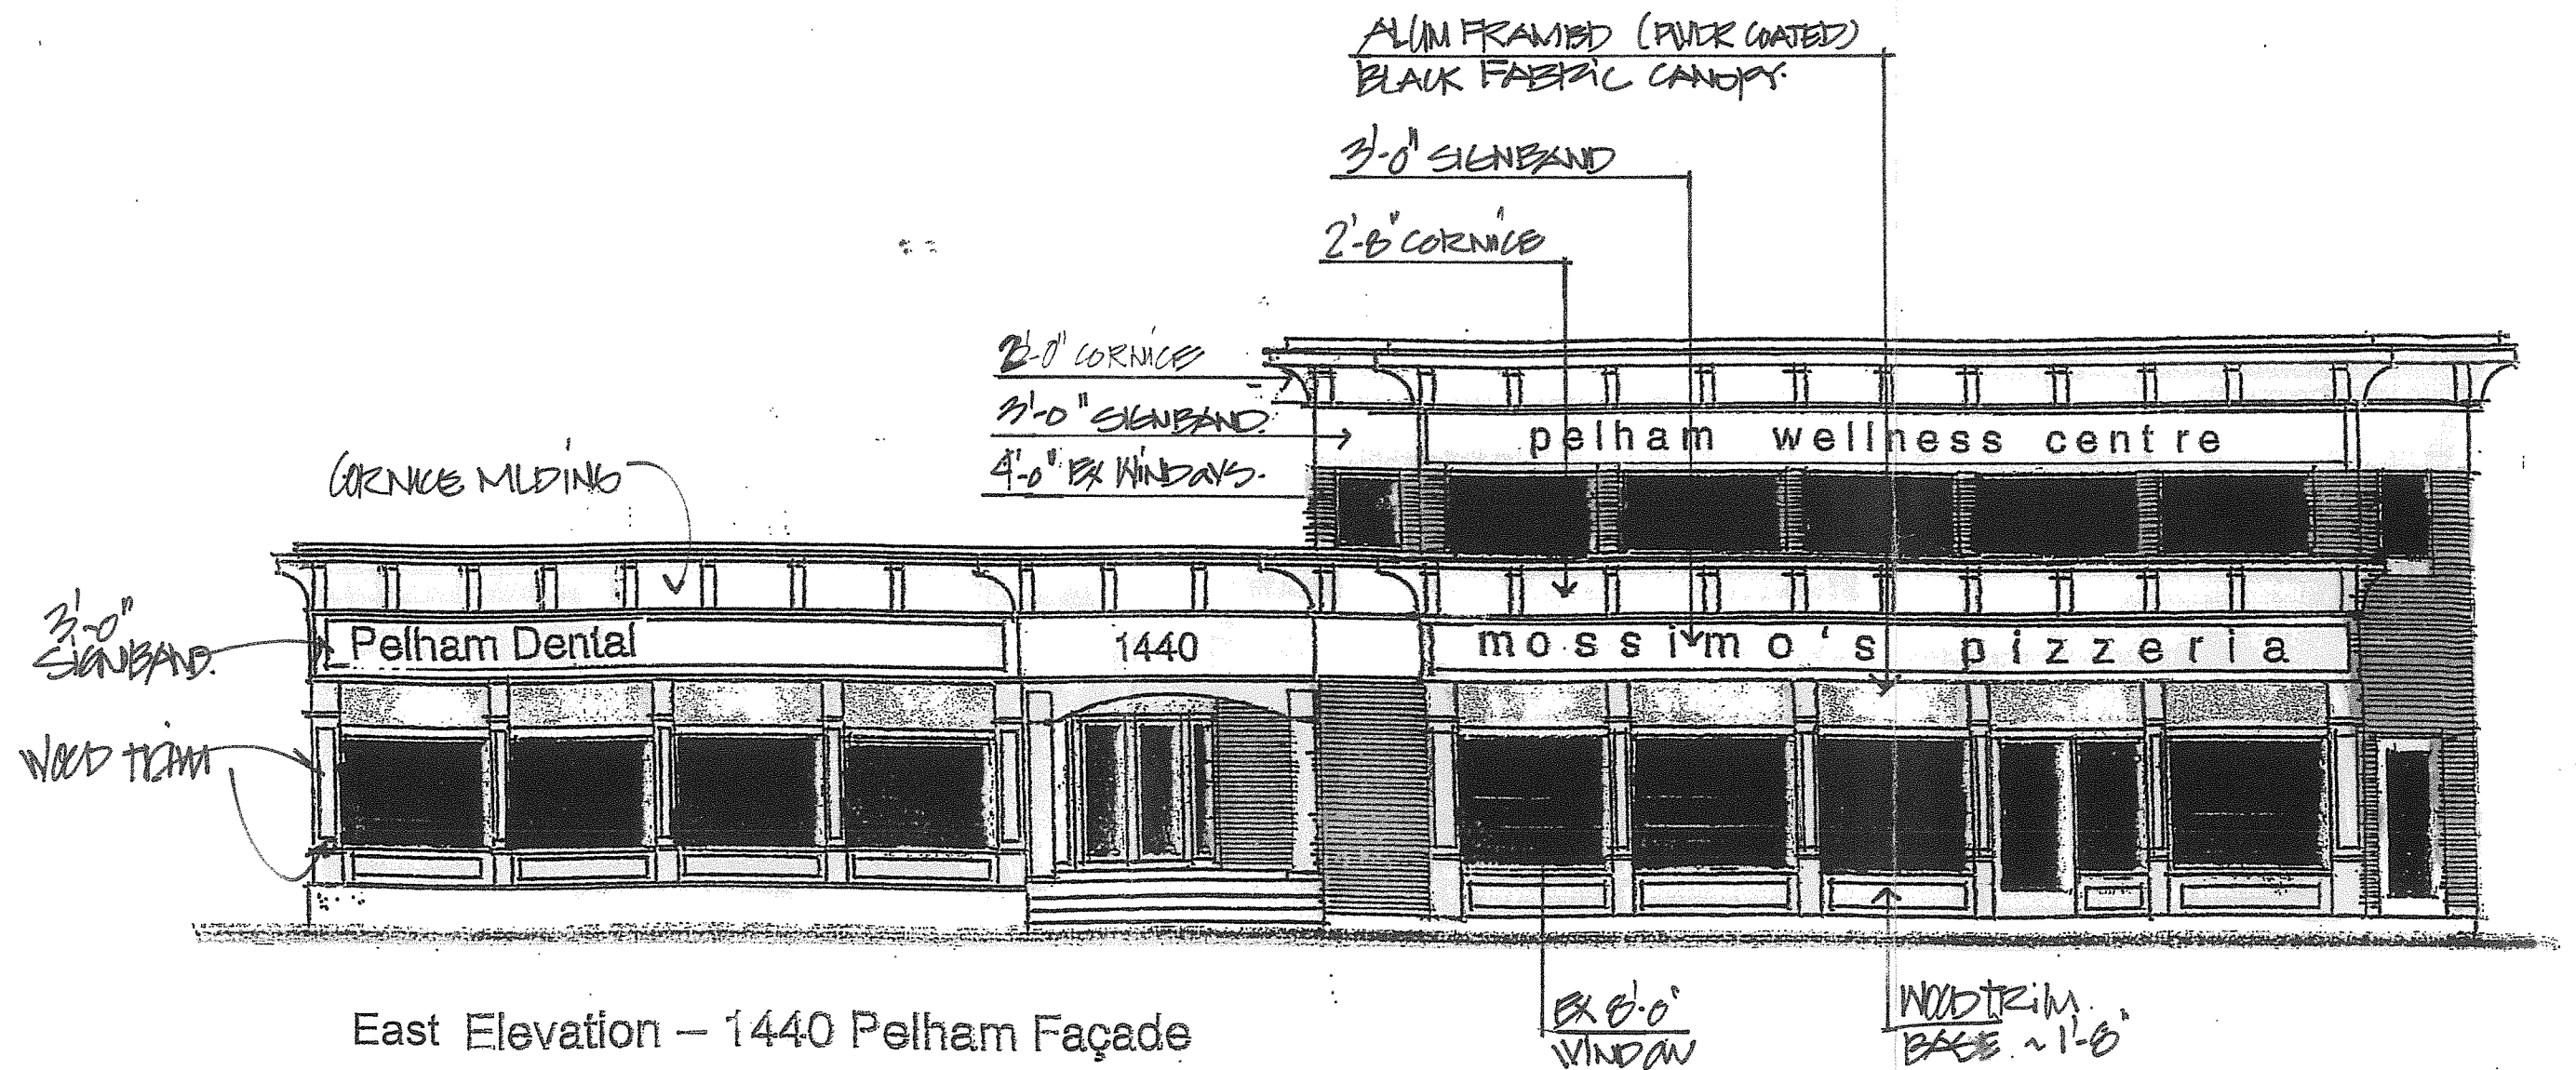 ALUM FRAMED (PWDR COATED)
BLACK FABRIC CANOPY.
3'-0" SIGNBAND
2'-8" CORNICE
2'-0" CORNICE
3'-0" SIGNBAND.
4'-0" EX WINDOWS.
CORNICE MLDING
3'-0"
SIGNBAND.
WOOD TRIM
pelham wellness centre
Pelham Dental
1440
mossimo's pizzeria
EX 8'-0"
WINDOW
WOOD TRIM.
BASE. ~ 1'-8"
East Elevation – 1440 Pelham Façade